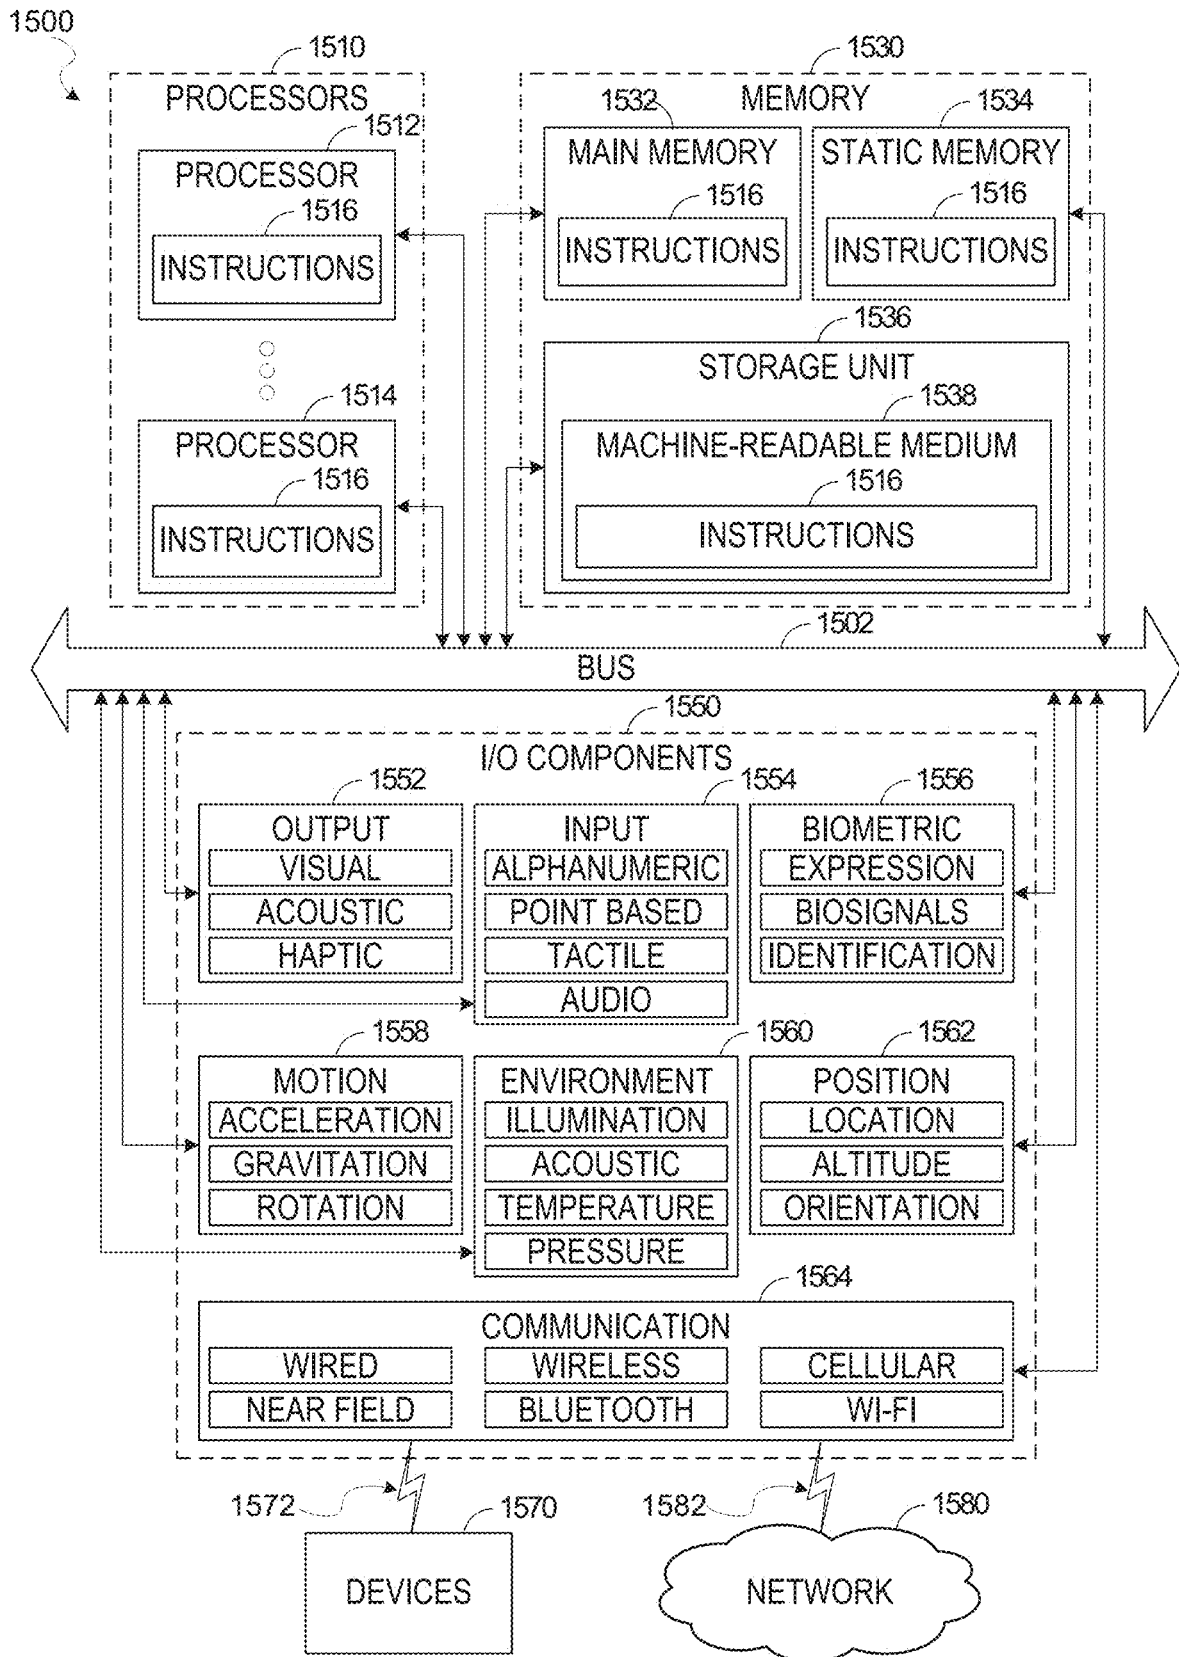 1500
1510
PROCESSORS
1512
PROCESSOR
1516
INSTRUCTIONS
1514
PROCESSOR
1516
INSTRUCTIONS
1530
MEMORY
1532
MAIN MEMORY
1516
INSTRUCTIONS
1534
STATIC MEMORY
1516
INSTRUCTIONS
1536
STORAGE UNIT
1538
MACHINE-READABLE MEDIUM
1516
INSTRUCTIONS
1502
BUS
1550
I/O COMPONENTS
1552
OUTPUT
VISUAL
ACOUSTIC
HAPTIC
1554
INPUT
ALPHANUMERIC
POINT BASED
TACTILE
AUDIO
1556
BIOMETRIC
EXPRESSION
BIOSIGNALS
IDENTIFICATION
1558
MOTION
ACCELERATION
GRAVITATION
ROTATION
1560
ENVIRONMENT
ILLUMINATION
ACOUSTIC
TEMPERATURE
PRESSURE
1562
POSITION
LOCATION
ALTITUDE
ORIENTATION
1564
COMMUNICATION
WIRED
WIRELESS
CELLULAR
NEAR FIELD
BLUETOOTH
WI-FI
1572
1570
DEVICES
1582
1580
NETWORK